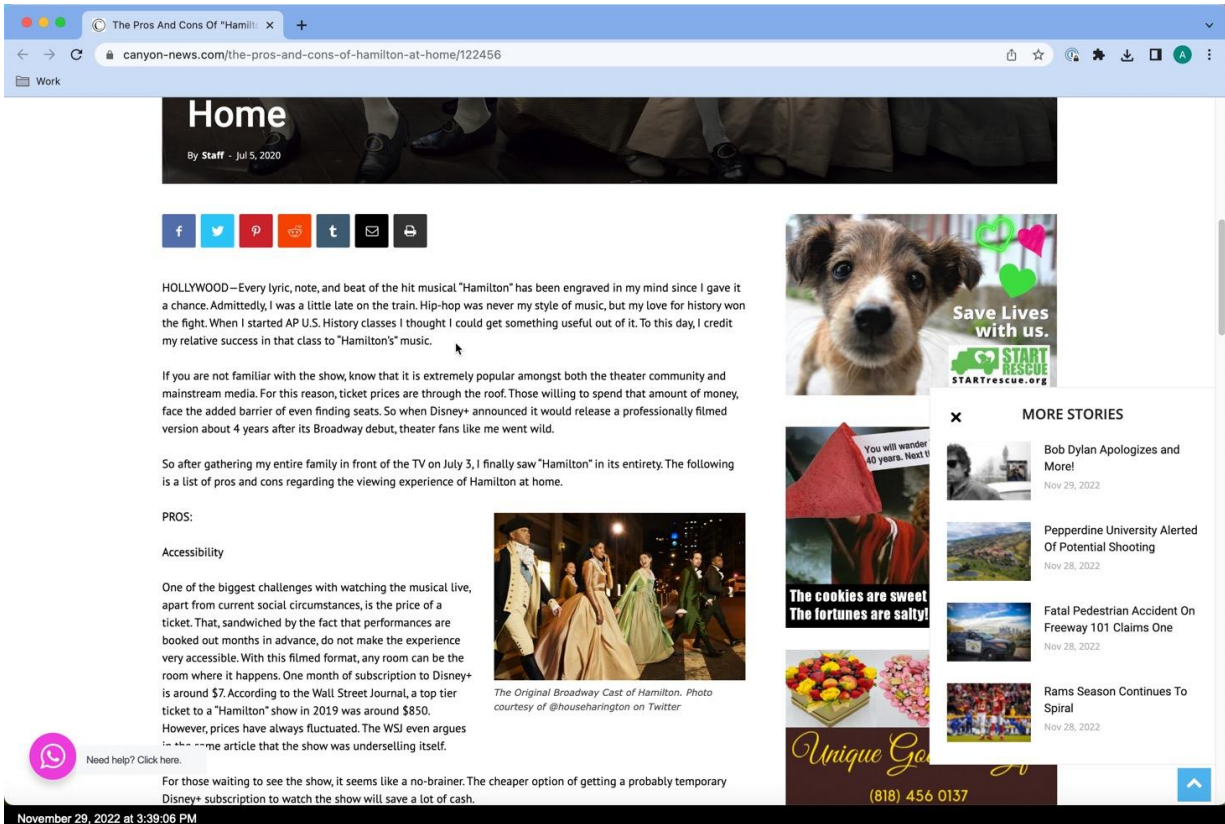 The Pros And Cons Of "Hamilt
canyon-news.com/the-pros-and-cons-of-hamilton-at-home/122456
A
Work
Home
By Staff - Jul 5, 2020
HOLLYWOOD—Every lyric, note, and beat of the hit musical "Hamilton" has been engraved in my mind since I gave it
a chance. Admittedly, I was a little late on the train. Hip-hop was never my style of music, but my love for history won
the fight. When I started AP U.S. History classes I thought I could get something useful out of it. To this day, I credit
my relative success in that class to "Hamilton's" music.
If you are not familiar with the show, know that it is extremely popular amongst both the theater community and
mainstream media. For this reason, ticket prices are through the roof. Those willing to spend that amount of money,
face the added barrier of even finding seats. So when Disney+ announced it would release a professionally filmed
version about 4 years after its Broadway debut, theater fans like me went wild.
So after gathering my entire family in front of the TV on July 3, I finally saw "Hamilton" in its entirety. The following
is a list of pros and cons regarding the viewing experience of Hamilton at home.
PROS:
Accessibility
One of the biggest challenges with watching the musical live,
apart from current social circumstances, is the price of a
ticket. That, sandwiched by the fact that performances are
booked out months in advance, do not make the experience
very accessible. With this filmed format, any room can be the
room where it happens. One month of subscription to Disney+
is around $7. According to the Wall Street Journal, a top tier
ticket to a "Hamilton" show in 2019 was around $850.
However, prices have always fluctuated. The WSJ even argues
in the same article that the show was underselling itself.
The Original Broadway Cast of Hamilton. Photo
courtesy of @househarington on Twitter
For those waiting to see the show, it seems like a no-brainer. The cheaper option of getting a probably temporary
Disney+ subscription to watch the show will save a lot of cash.
Need help? Click here.
Save Lives
with us.
START
RESCUE
STARTrescue.org
You will wander
40 years. Next
The cookies are sweet
The fortunes are salty!
Unique
(818) 456 0137
MORE STORIES
Bob Dylan Apologizes and
More!
Nov 29, 2022
Pepperdine University Alerted
Of Potential Shooting
Nov 28, 2022
Fatal Pedestrian Accident On
Freeway 101 Claims One
Nov 28, 2022
Rams Season Continues To
Spiral
Nov 28, 2022
November 29, 2022 at 3:39:06 PM